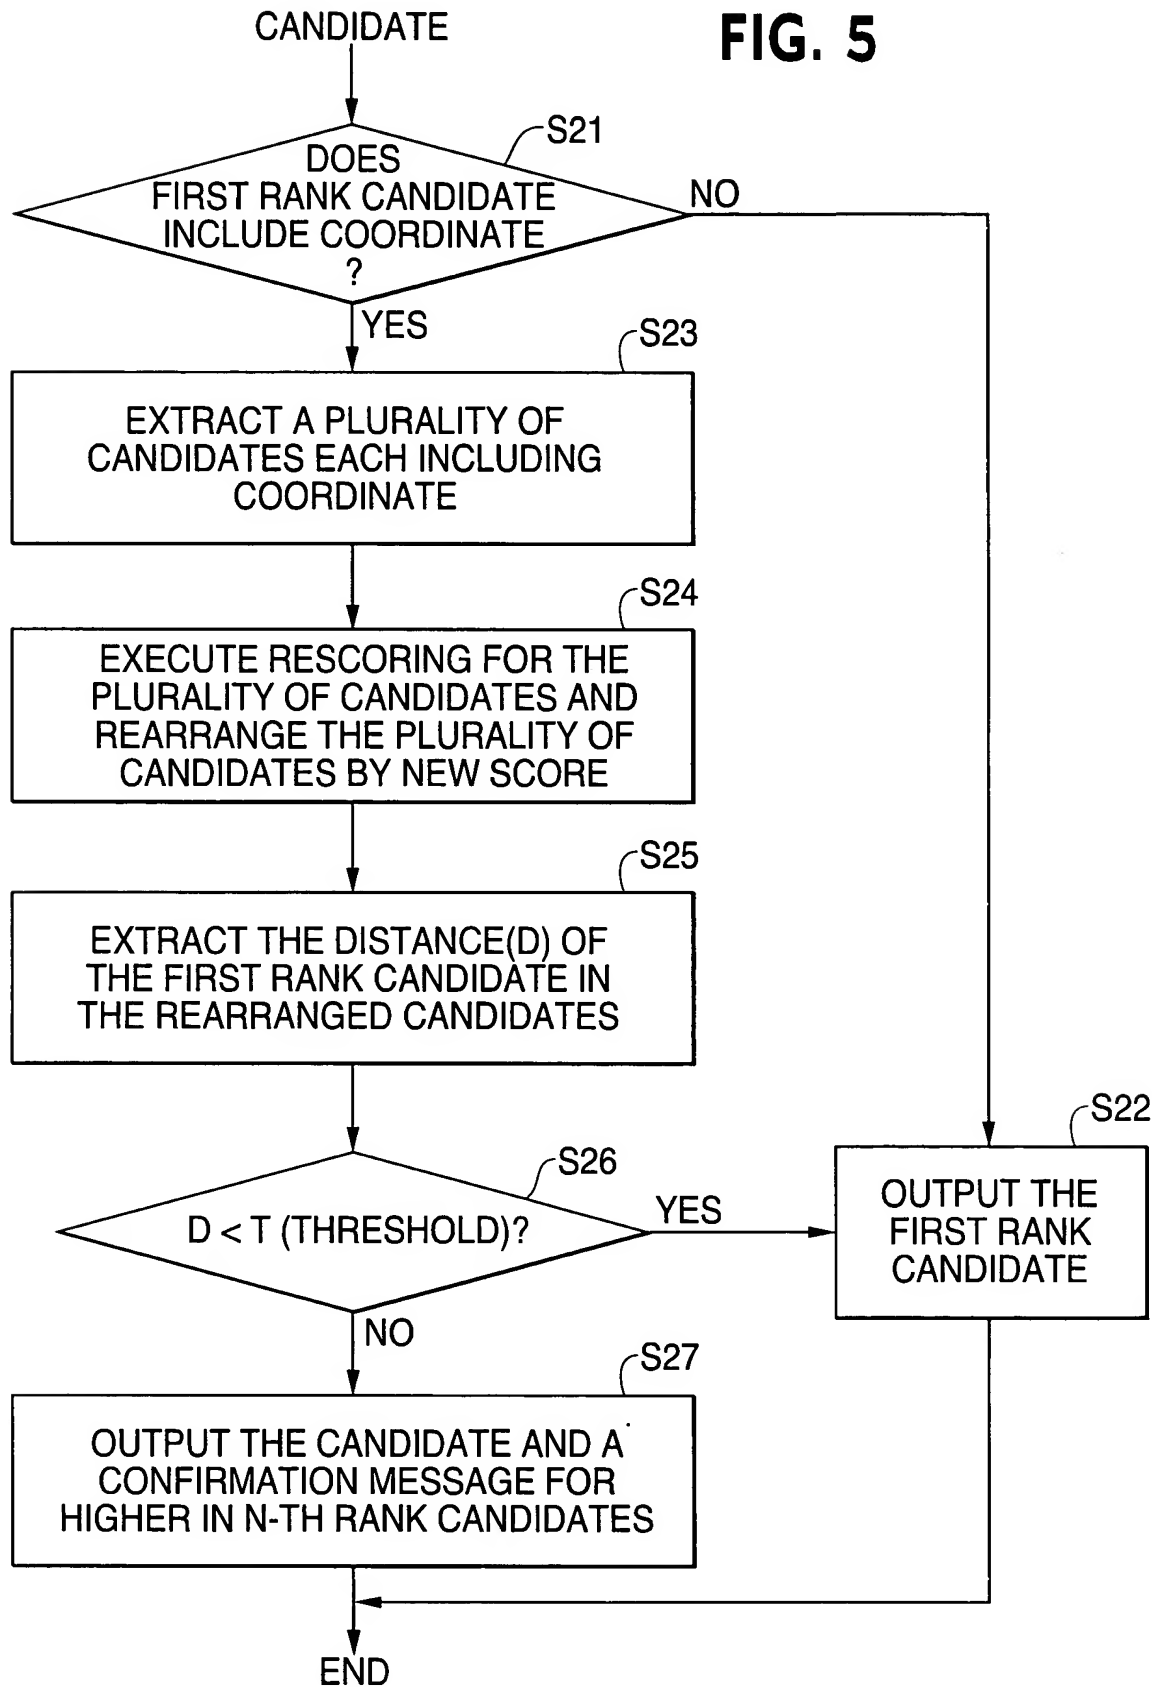 CANDIDATE
FIG. 5
S21
DOES
FIRST RANK CANDIDATE
INCLUDE COORDINATE
?
NO
YES
S23
EXTRACT A PLURALITY OF
CANDIDATES EACH INCLUDING
COORDINATE
S24
EXECUTE RESCORING FOR THE
PLURALITY OF CANDIDATES AND
REARRANGE THE PLURALITY OF
CANDIDATES BY NEW SCORE
S25
EXTRACT THE DISTANCE(D) OF
THE FIRST RANK CANDIDATE IN
THE REARRANGED CANDIDATES
S26
D < T (THRESHOLD)?
YES
S22
OUTPUT THE
FIRST RANK
CANDIDATE
NO
S27
OUTPUT THE CANDIDATE AND A
CONFIRMATION MESSAGE FOR
HIGHER IN N-TH RANK CANDIDATES
END